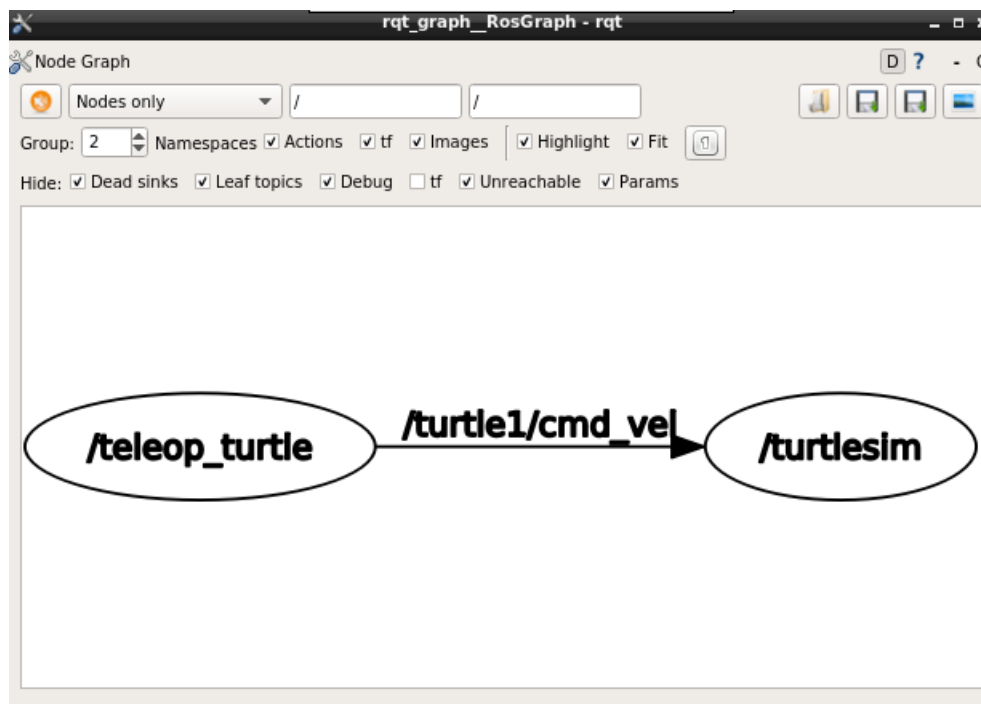 rqt_graph__RosGraph - rqt
Node Graph D ? -
Nodes only / /
Group: 2 Namespaces Actions tf Images Highlight Fit
Hide: Dead sinks Leaf topics Debug tf Unreachable Params
/turtle1/cmd_vel
/teleop_turtle /turtlesim